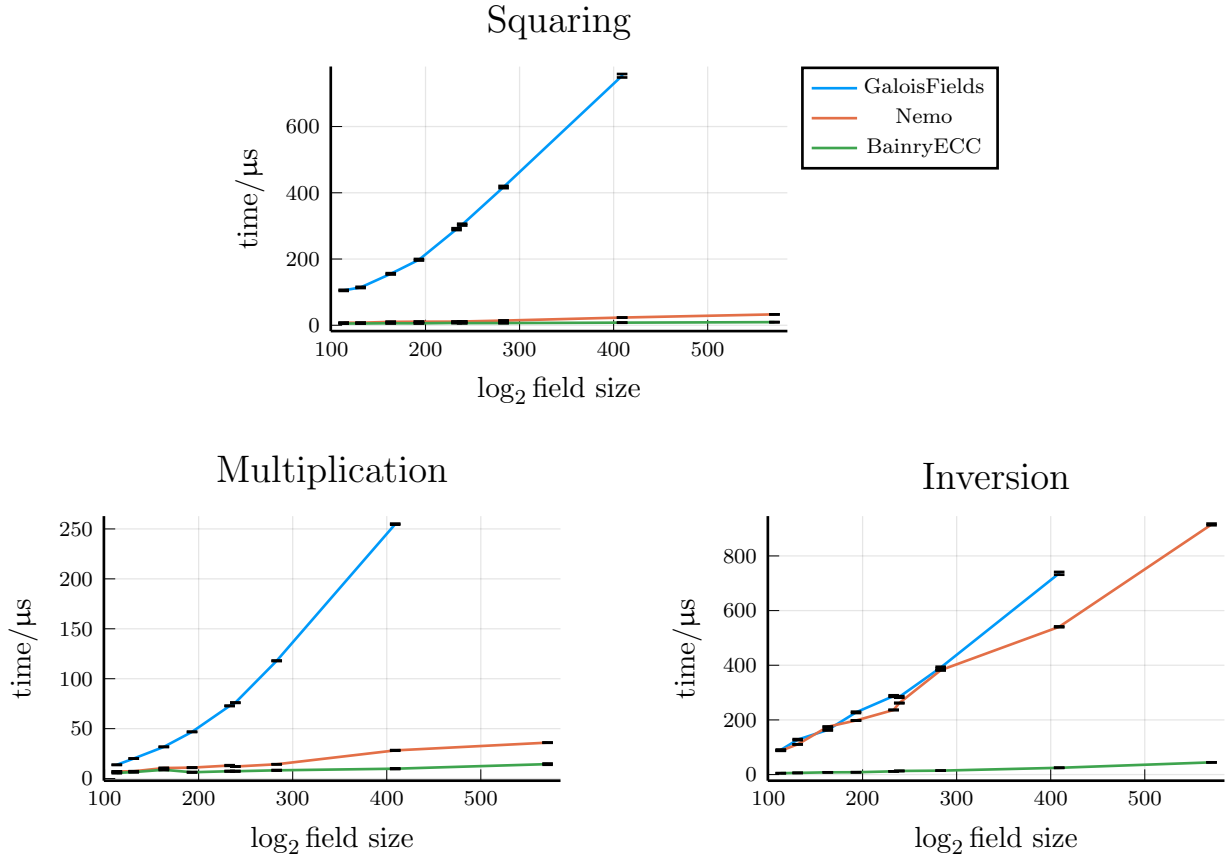 Squaring
time/µs
600
400
200
0
100 200 300 400 500
log₂ field size
GaloisFields
Nemo
BainryECC
Multiplication
time/µs
250
200
150
100
50
0
100 200 300 400 500
log₂ field size
Inversion
time/µs
800
600
400
200
0
100 200 300 400 500
log₂ field size